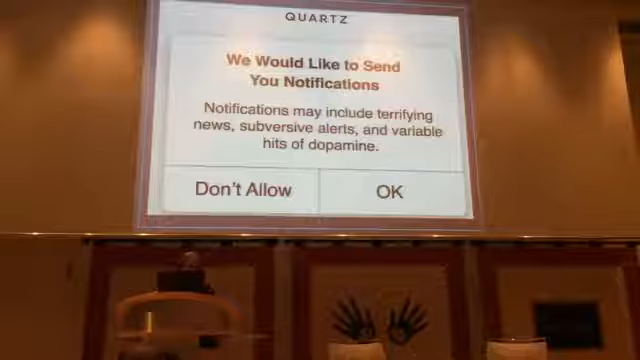 QUARTZ
We Would Like to Send
You Notifications
Notifications may include terrifying
news, subversive alerts, and variable
hits of dopamine.
Don't Allow
OK